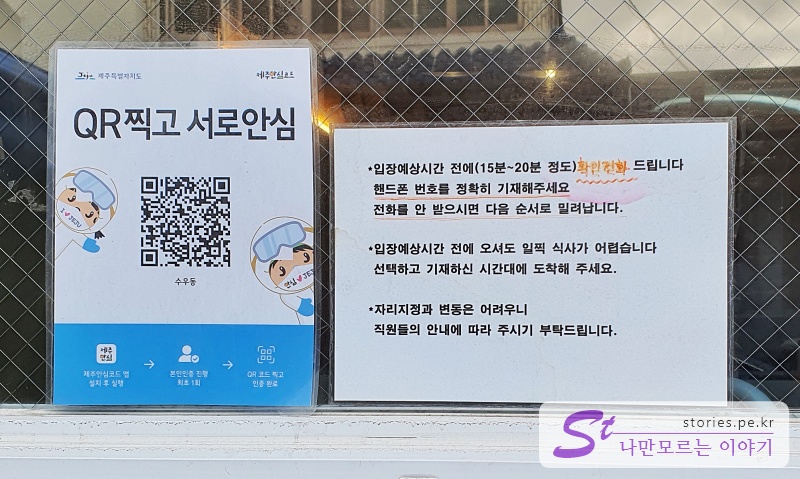 Jeju 제주특별자치도
제주안심코드
QR찍고 서로안심
I ♥ JEJU
안심 ♥ JEJU
수우동
제주안심
제주안심코드 앱
설치 후 실행
본인인증 진행
최초 1회
QR 코드 찍고
인증 완료
*입장예상시간 전에(15분~20분 정도)확인전화 드립니다
핸드폰 번호를 정확히 기재해주세요
전화를 안 받으시면 다음 순서로 밀려납니다.
*입장예상시간 전에 오셔도 일찍 식사가 어렵습니다
선택하고 기재하신 시간대에 도착해 주세요.
*자리지정과 변동은 어려우니
직원들의 안내에 따라 주시기 부탁드립니다.
St
stories.pe.kr
나만모르는 이야기